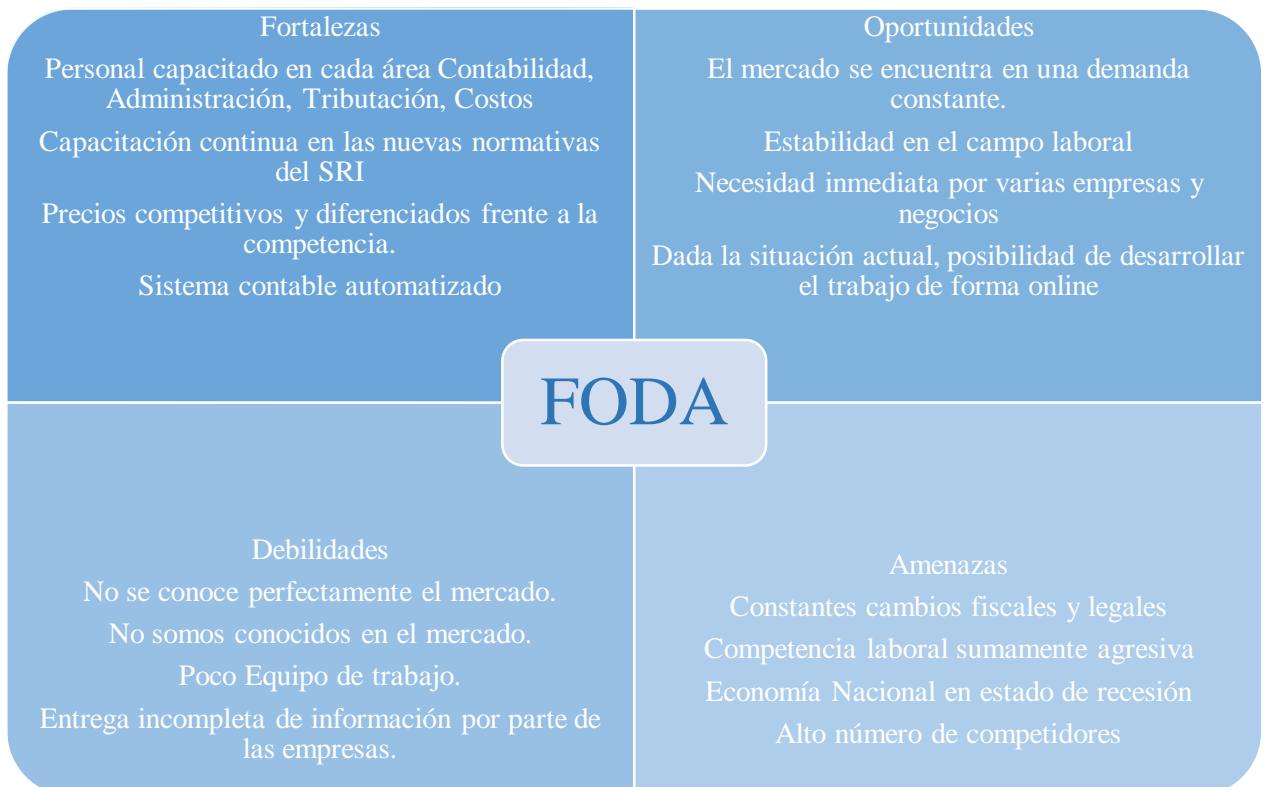 Fortalezas
Personal capacitado en cada área Contabilidad,
Administración, Tributación, Costos
Capacitación continua en las nuevas normativas
del SRI
Precios competitivos y diferenciados frente a la
competencia.
Sistema contable automatizado
Oportunidades
El mercado se encuentra en una demanda
constante.
Estabilidad en el campo laboral
Necesidad inmediata por varias empresas y
negocios
Dada la situación actual, posibilidad de desarrollar
el trabajo de forma online
FODA
Debilidades
No se conoce perfectamente el mercado.
No somos conocidos en el mercado.
Poco Equipo de trabajo.
Entrega incompleta de información por parte de
las empresas.
Amenazas
Constantes cambios fiscales y legales
Competencia laboral sumamente agresiva
Economía Nacional en estado de recesión
Alto número de competidores